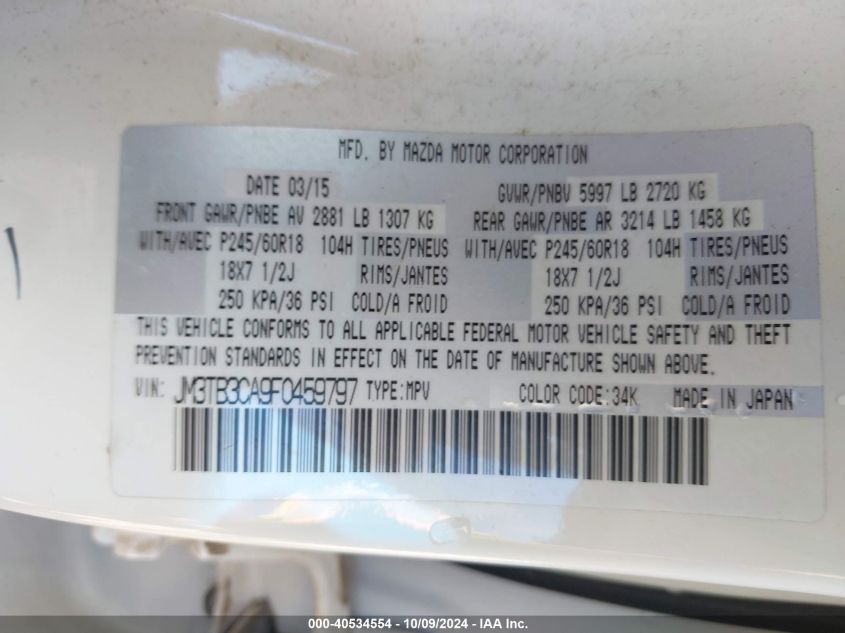 MFD. BY MAZDA MOTOR CORPORATION
DATE 03/15 GVWR/PNBV 5997 LB 2720 KG
FRONT GAWR/PNBE AV 2881 LB 1307 KG REAR GAWR/PNBE AR 3214 LB 1458 KG
WITH/AVEC P245/60R18 104H TIRES/PNEUS WITH/AVEC P245/60R18 104H TIRES/PNEUS
18X7 1/2J RIMS/JANTES 18X7 1/2J RIMS/JANTES
250 KPA/36 PSI COLD/A FROID 250 KPA/36 PSI COLD/A FROID
THIS VEHICLE CONFORMS TO ALL APPLICABLE FEDERAL MOTOR VEHICLE SAFETY AND THEFT
PREVENTION STANDARDS IN EFFECT ON THE DATE OF MANUFACTURE SHOWN ABOVE.
VIN: JM3TB3CA9F0459797 TYPE:MPV COLOR CODE:34K MADE IN JAPAN
000-40534554 - 10/09/2024 - IAA Inc.